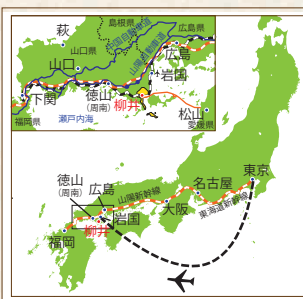 島根県
広島県
中国自動車道
萩
山口県
山陽自動車道
広島
山口
岩国
下関
徳山
(周南)
柳井
福岡県
瀬戸内海
松山
愛媛県
東京
徳山
(周南)
広島
山陽新幹線
名古屋
東海道新幹線
大阪
岩国
柳井
福岡